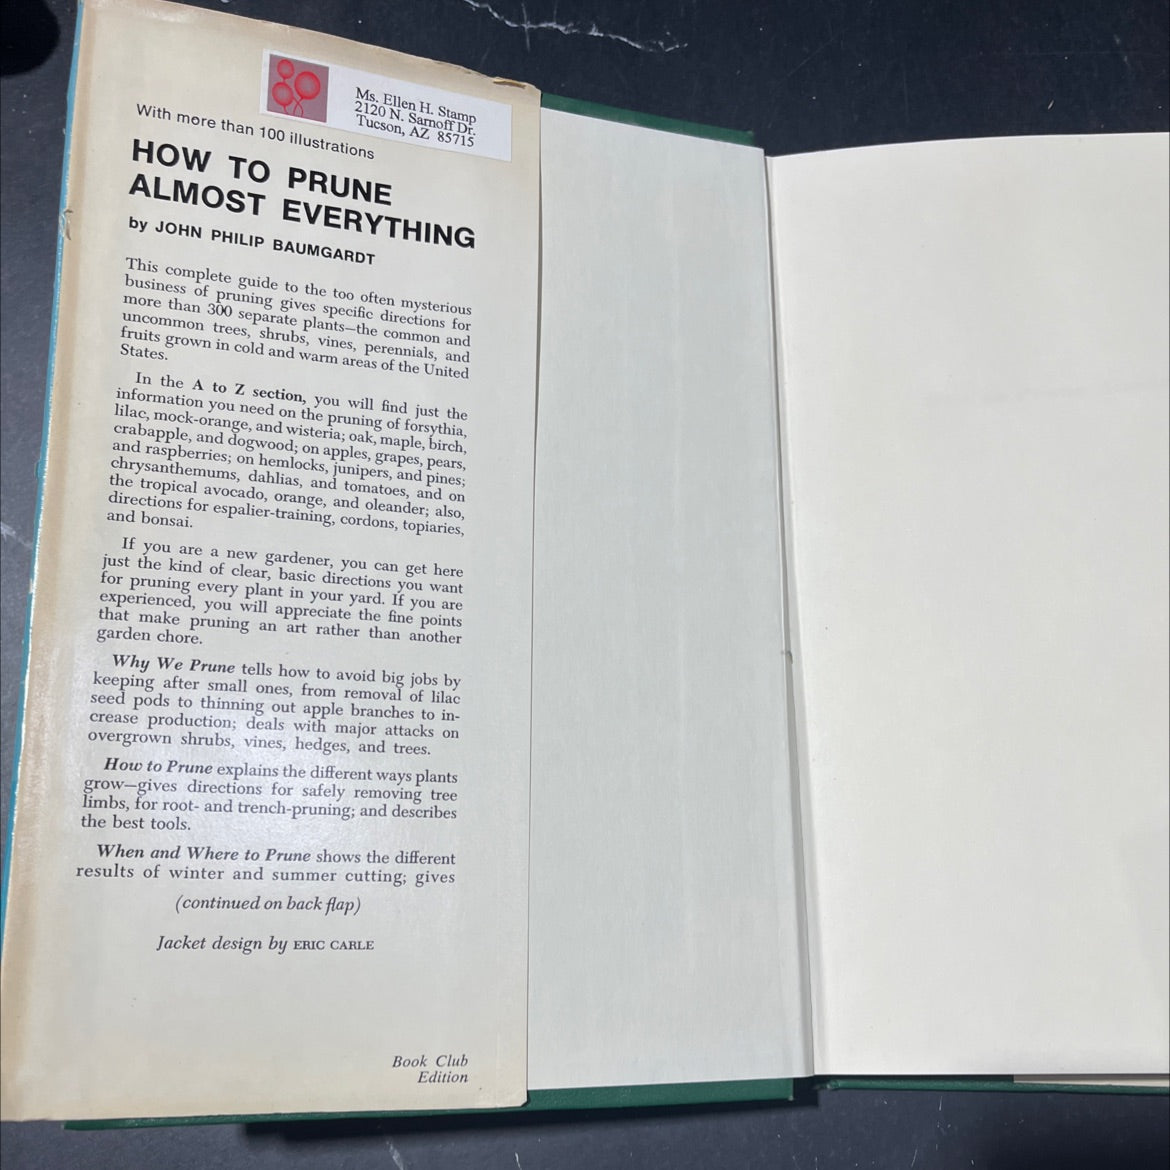 Ms. Ellen H. Stamp
2120 N. Sarnoff Dr.
Tucson, AZ 85715
With more than 100 illustrations
HOW TO PRUNE
ALMOST EVERYTHING
by JOHN PHILIP BAUMGARDT
This complete guide to the too often mysterious
business of pruning gives specific directions for
more than 300 separate plants—the common and
uncommon trees, shrubs, vines, perennials, and
fruits grown in cold and warm areas of the United
States.
In the A to Z section, you will find just the
information you need on the pruning of forsythia,
lilac, mock-orange, and wisteria; oak, maple, birch,
crabapple, and dogwood; on apples, grapes, pears,
and raspberries; on hemlocks, junipers, and pines;
chrysanthemums, dahlias, and tomatoes, and on
the tropical avocado, orange, and oleander; also,
directions for espalier-training, cordons, topiaries,
and bonsai.
If you are a new gardener, you can get here
just the kind of clear, basic directions you want
for pruning every plant in your yard. If you are
experienced, you will appreciate the fine points
that make pruning an art rather than another
garden chore.
Why We Prune tells how to avoid big jobs by
keeping after small ones, from removal of lilac
seed pods to thinning out apple branches to in-
crease production; deals with major attacks on
overgrown shrubs, vines, hedges, and trees.
How to Prune explains the different ways plants
grow—gives directions for safely removing tree
limbs, for root- and trench-pruning; and describes
the best tools.
When and Where to Prune shows the different
results of winter and summer cutting; gives
(continued on back flap)
Jacket design by ERIC CARLE
Book Club
Edition